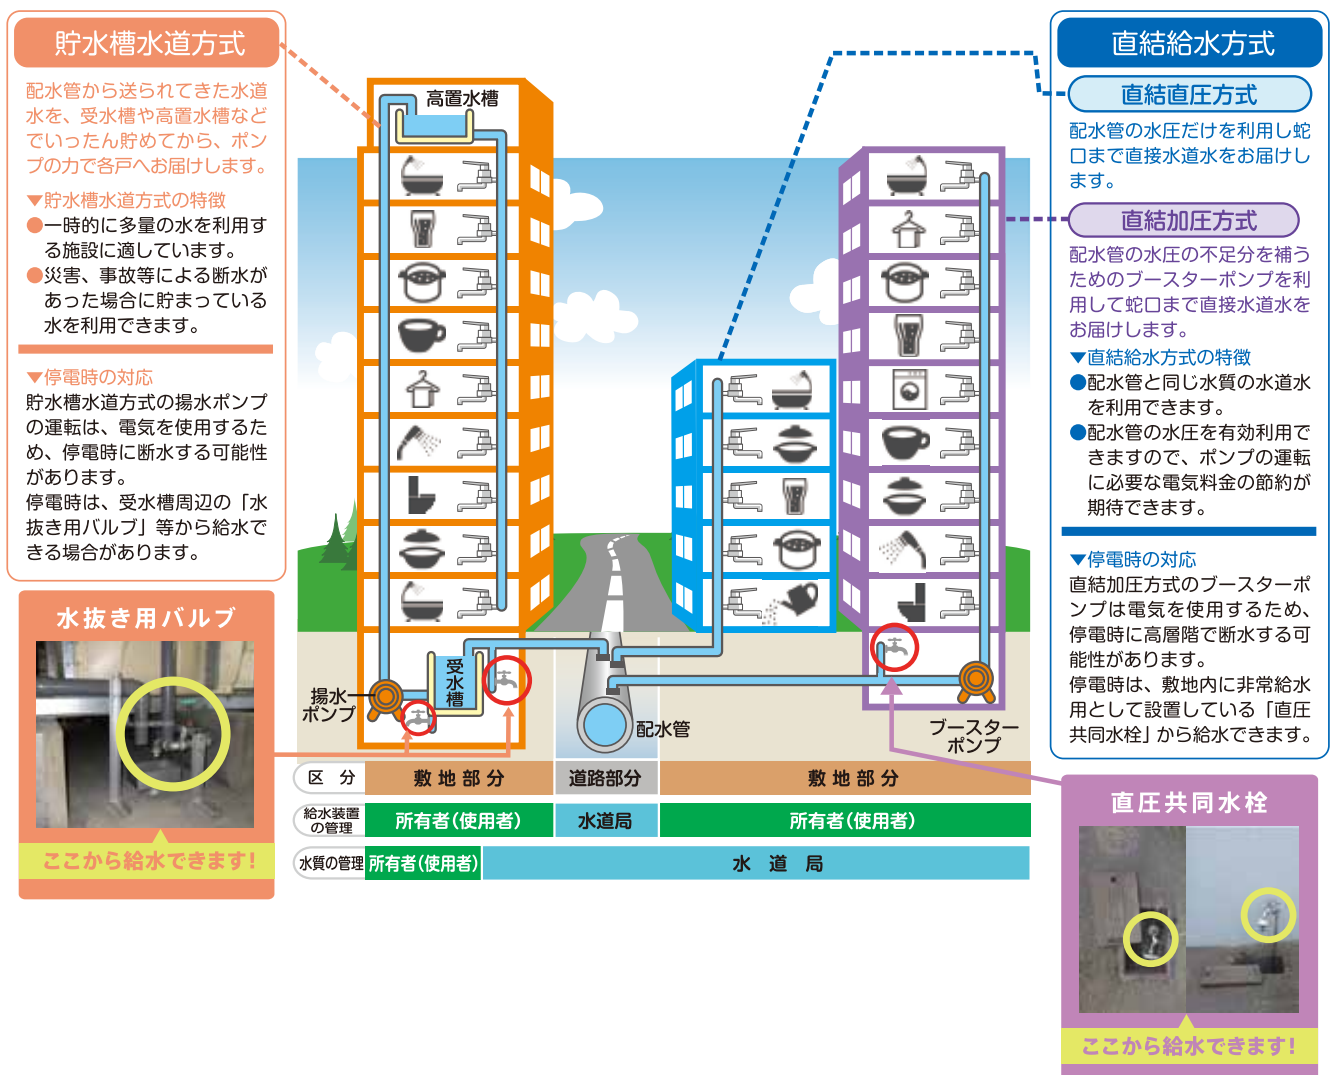 貯水槽水道方式
配水管から送られてきた水道
水を、受水槽や高置水槽など
でいったん貯めてから、ポン
プの力で各戸へお届けします。
▼貯水槽水道方式の特徴
●一時的に多量の水を利用す
る施設に適しています。
●災害、事故等による断水が
あった場合に貯まっている
水を利用できます。
▼停電時の対応
貯水槽水道方式の揚水ポンプ
の運転は、電気を使用するた
め、停電時に断水する可能性
があります。
停電時は、受水槽周辺の「水
抜き用バルブ」等から給水で
きる場合があります。
水抜き用バルブ
ここから給水できます!
高置水槽
受水槽
揚水
ポンプ
配水管
ブースター
ポンプ
区 分
敷地部分
道路部分
敷地部分
給水装置
の管理
所有者(使用者)
水道局
所有者(使用者)
水質の管理
所有者(使用者)
水 道 局
直結給水方式
直結直圧方式
配水管の水圧だけを利用し蛇
口まで直接水道水をお届けし
ます。
直結加圧方式
配水管の水圧の不足分を補う
ためのブースターポンプを利
用して蛇口まで直接水道水を
お届けします。
▼直結給水方式の特徴
●配水管と同じ水質の水道水
を利用できます。
●配水管の水圧を有効利用で
きますので、ポンプの運転
に必要な電気料金の節約が
期待できます。
▼停電時の対応
直結加圧方式のブースターポ
ンプは電気を使用するため、
停電時に高層階で断水する可
能性があります。
停電時は、敷地内に非常給水
用として設置している「直圧
共同水栓」から給水できます。
直圧共同水栓
ここから給水できます!